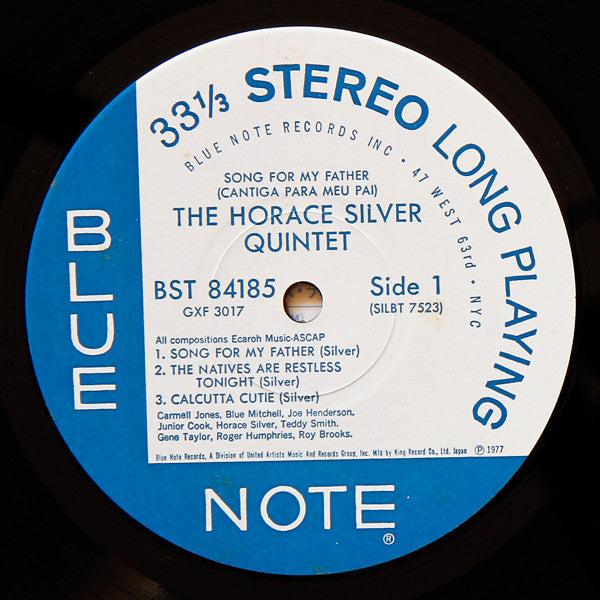 33⅓ STEREO LONG PLAYING
BLUE NOTE RECORDS INC • 47 WEST 63rd • NYC
SONG FOR MY FATHER
(CANTIGA PARA MEU PAI)
THE HORACE SILVER
QUINTET
BST 84185 Side 1
GXF 3017 (SILBT 7523)
All compositions Ecaroh Music-ASCAP
1. SONG FOR MY FATHER (Silver)
2. THE NATIVES ARE RESTLESS
TONIGHT (Silver)
3. CALCUTTA CUTIE (Silver)
Carmell Jones, Blue Mitchell, Joe Henderson.
Junior Cook, Horace Silver, Teddy Smith.
Gene Taylor, Roger Humphries, Roy Brooks.
Blue Note Records, A Division of United Artists Music And Records Group, Inc. Mfd by King Record Co., Ltd, Japan ℗ 1977
BLUE
NOTE®